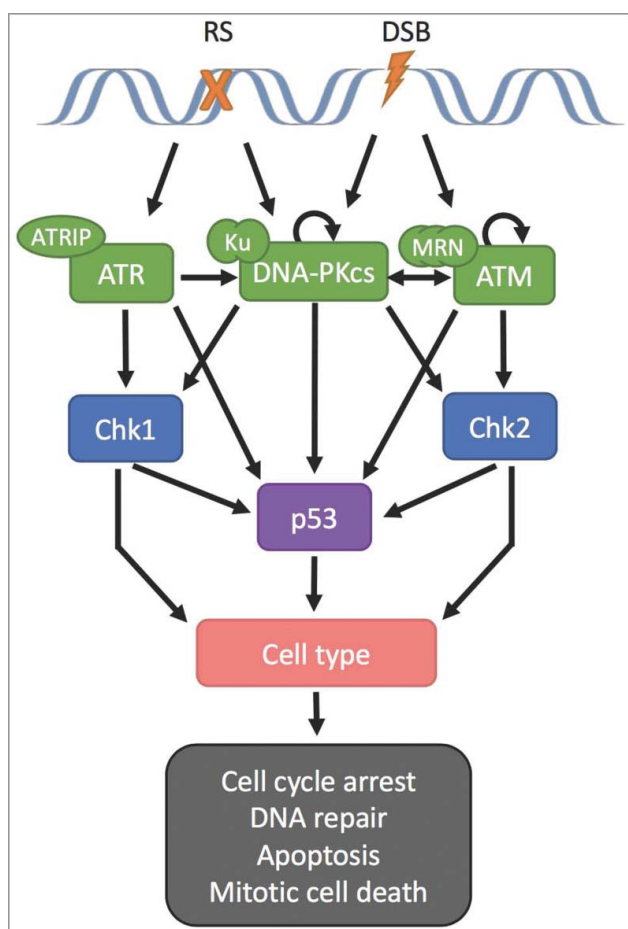 RS
DSB
ATRIP
ATR
Ku
DNA-PKcs
MRN
ATM
Chk1
Chk2
p53
Cell type
Cell cycle arrest
DNA repair
Apoptosis
Mitotic cell death